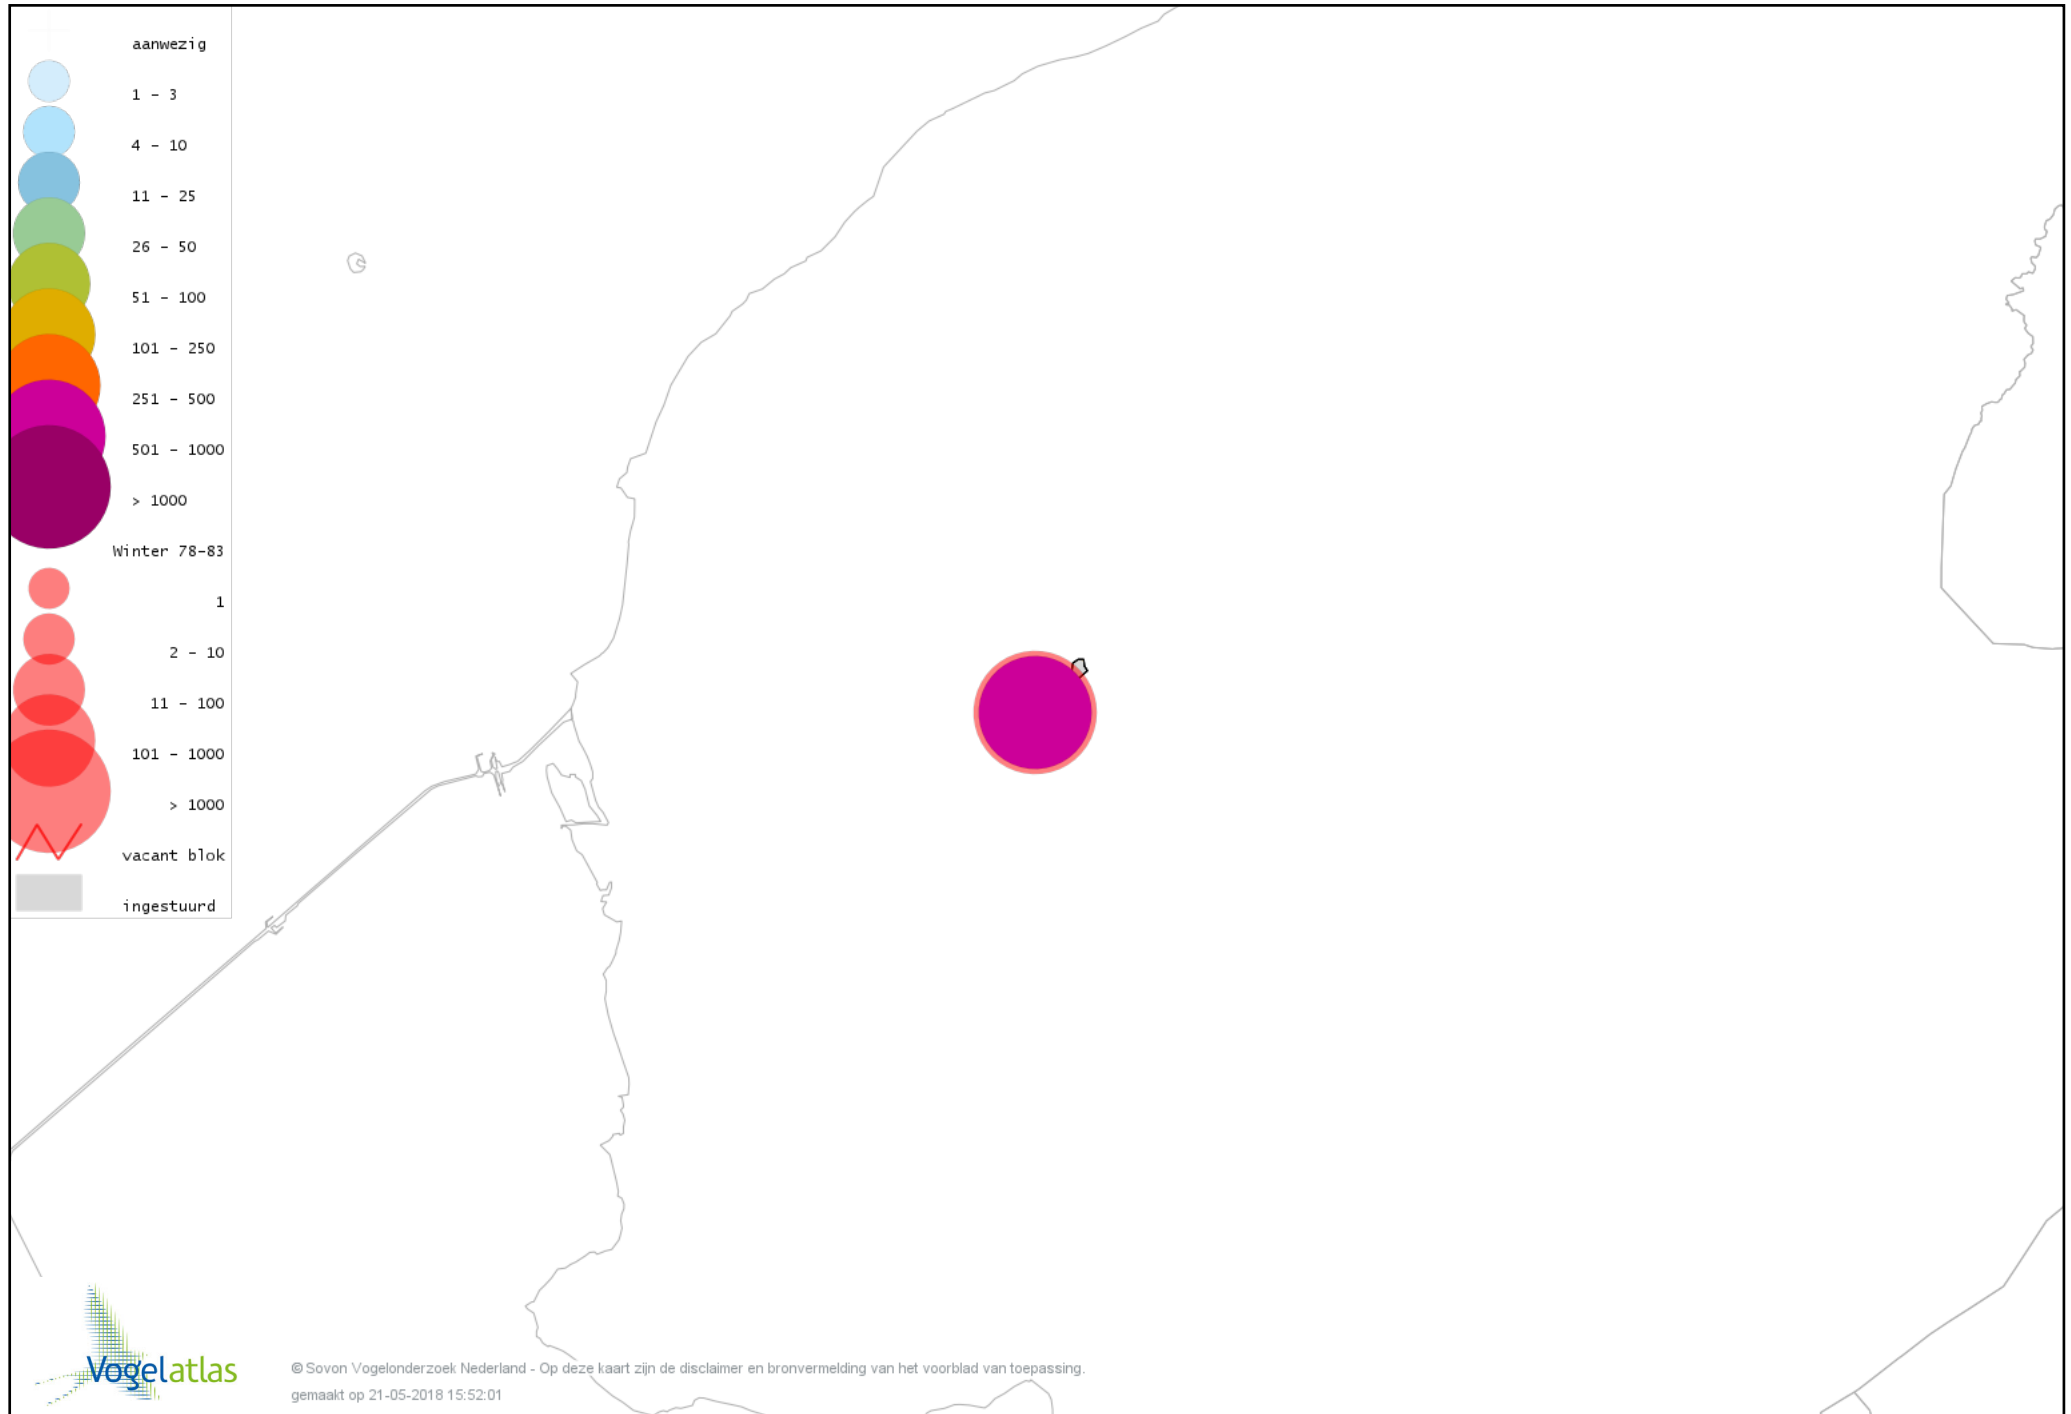 aanwezig
1 - 3
4 - 10
11 - 25
26 - 50
51 - 100
101 - 250
251 - 500
501 - 1000
> 1000
Winter 78-83
1
2 - 10
11 - 100
101 - 1000
> 1000
vacant blok
ingestuurd
Vogelatlas
© Sovon Vogelonderzoek Nederland - Op deze kaart zijn de disclaimer en bronvermelding van het voorblad van toepassing.
gemaakt op 21-05-2018 15:52:01